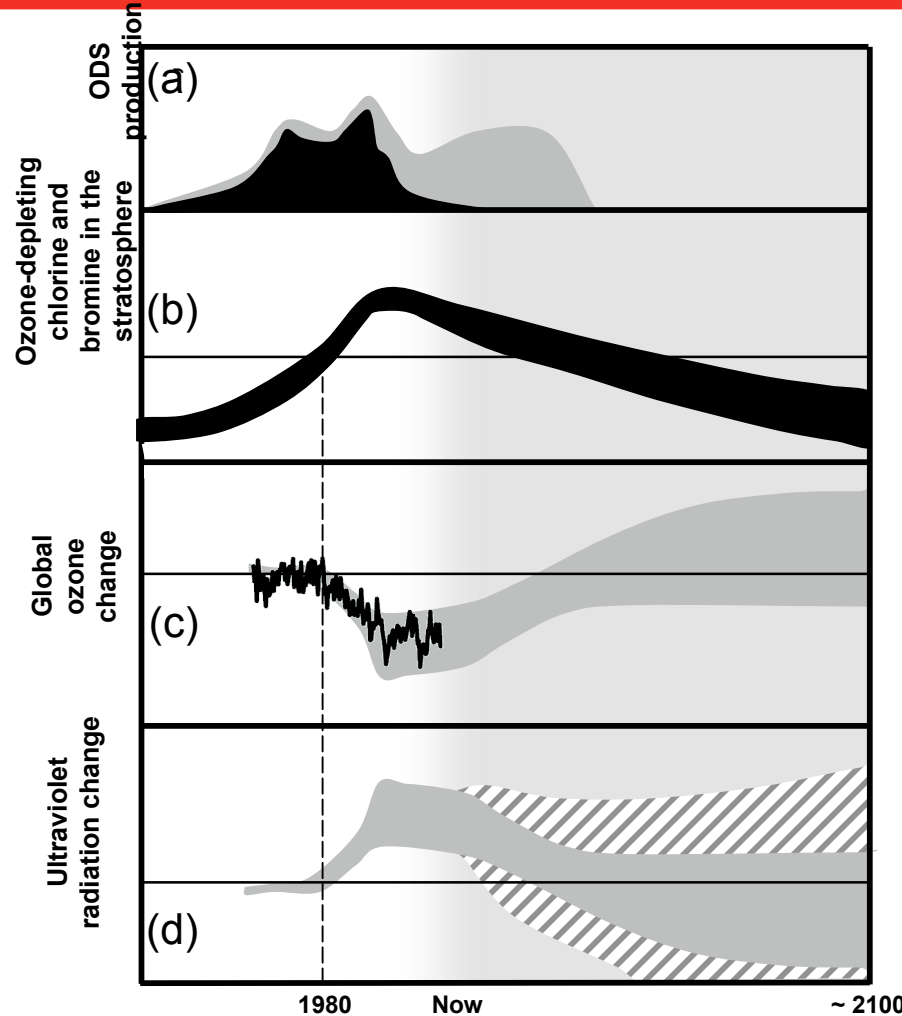 ODS
production
(a)
Ozone-depleting
chlorine and
bromine in the
stratosphere
(b)
Global
ozone
change
(c)
Ultraviolet
radiation change
(d)
1980
Now
~ 2100